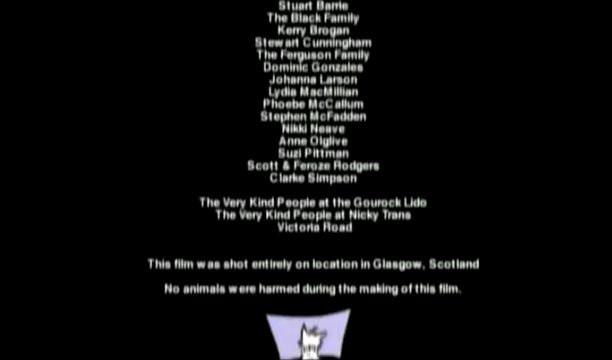 Stuart Barrie
The Black Family
Kerry Brogan
Stewart Cunningham
The Ferguson Family
Dominic Gonzales
Johanna Larson
Lydia MacMillian
Phoebe McCallum
Stephen McFadden
Nikki Neave
Anne Olglive
Suzi Pittman
Scott & Feroze Rodgers
Clarke Simpson
The Very Kind People at the Gourock Lido
The Very Kind People at Nicky Trans
Victoria Road
This film was shot entirely on location in Glasgow, Scotland
No animals were harmed during the making of this film.